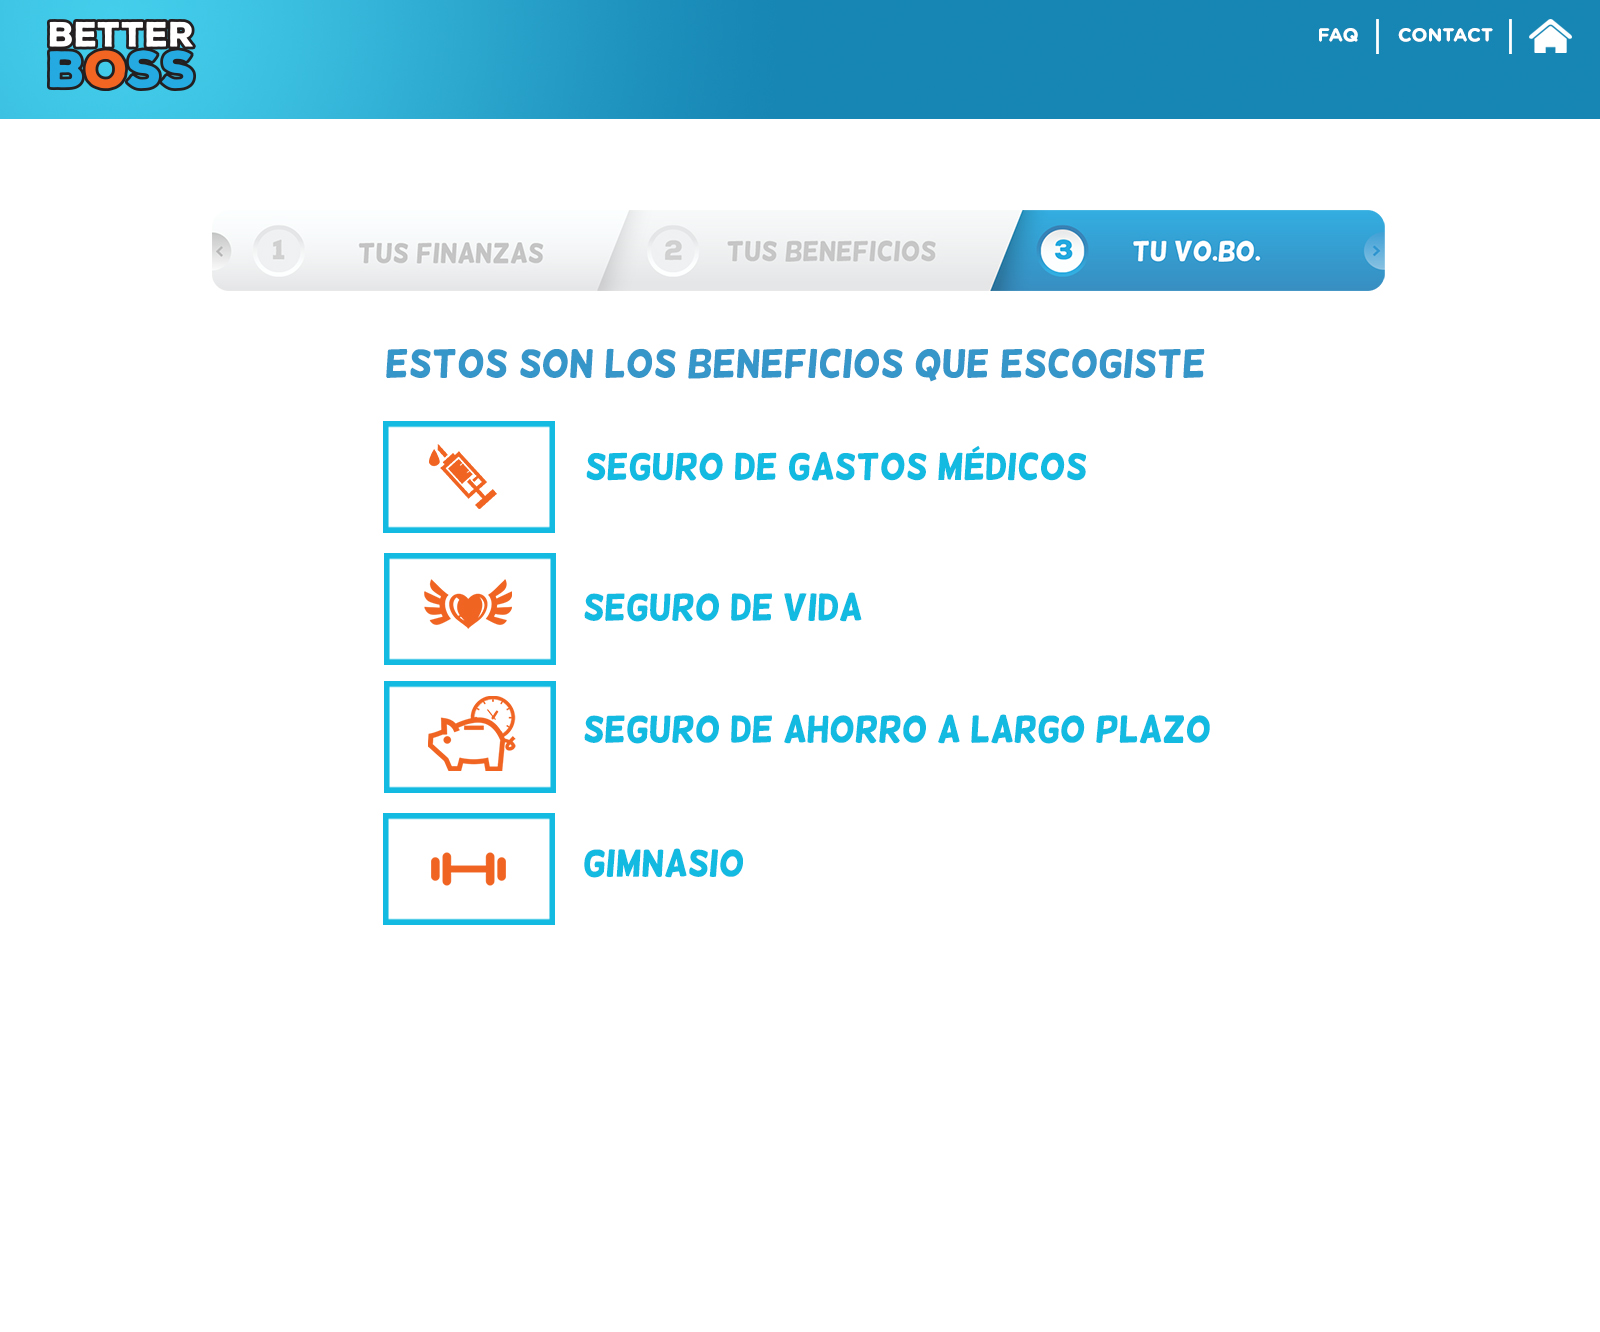 BETTER
BOSS
FAQ
CONTACT
1
TUS FINANZAS
2
TUS BENEFICIOS
3
TU VO.BO.
ESTOS SON LOS BENEFICIOS QUE ESCOGISTE
SEGURO DE GASTOS MÉDICOS
SEGURO DE VIDA
SEGURO DE AHORRO A LARGO PLAZO
GIMNASIO